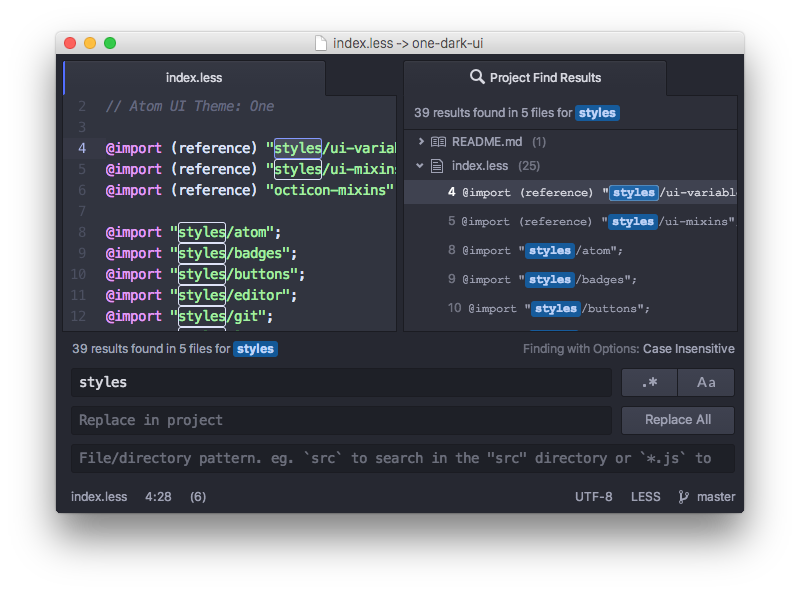 index.less -> one-dark-ui
index.less
2 // Atom UI Theme: One
3
4 @import (reference) "styles/ui-varia
5 @import (reference) "styles/ui-mixins
6 @import (reference) "octicon-mixins"
7
8 @import "styles/atom";
9 @import "styles/badges";
10 @import "styles/buttons";
11 @import "styles/editor";
12 @import "styles/git";
Project Find Results
39 results found in 5 files for styles
README.md (1)
index.less (25)
4 @import (reference) "styles/ui-variable
5 @import (reference) "styles/ui-mixins"
8 @import "styles/atom";
9 @import "styles/badges";
10 @import "styles/buttons";
39 results found in 5 files for styles
Finding with Options: Case Insensitive
styles
.* Aa
Replace in project
Replace All
File/directory pattern. eg. `src` to search in the "src" directory or `*.js` to
index.less 4:28 (6) UTF-8 LESS master